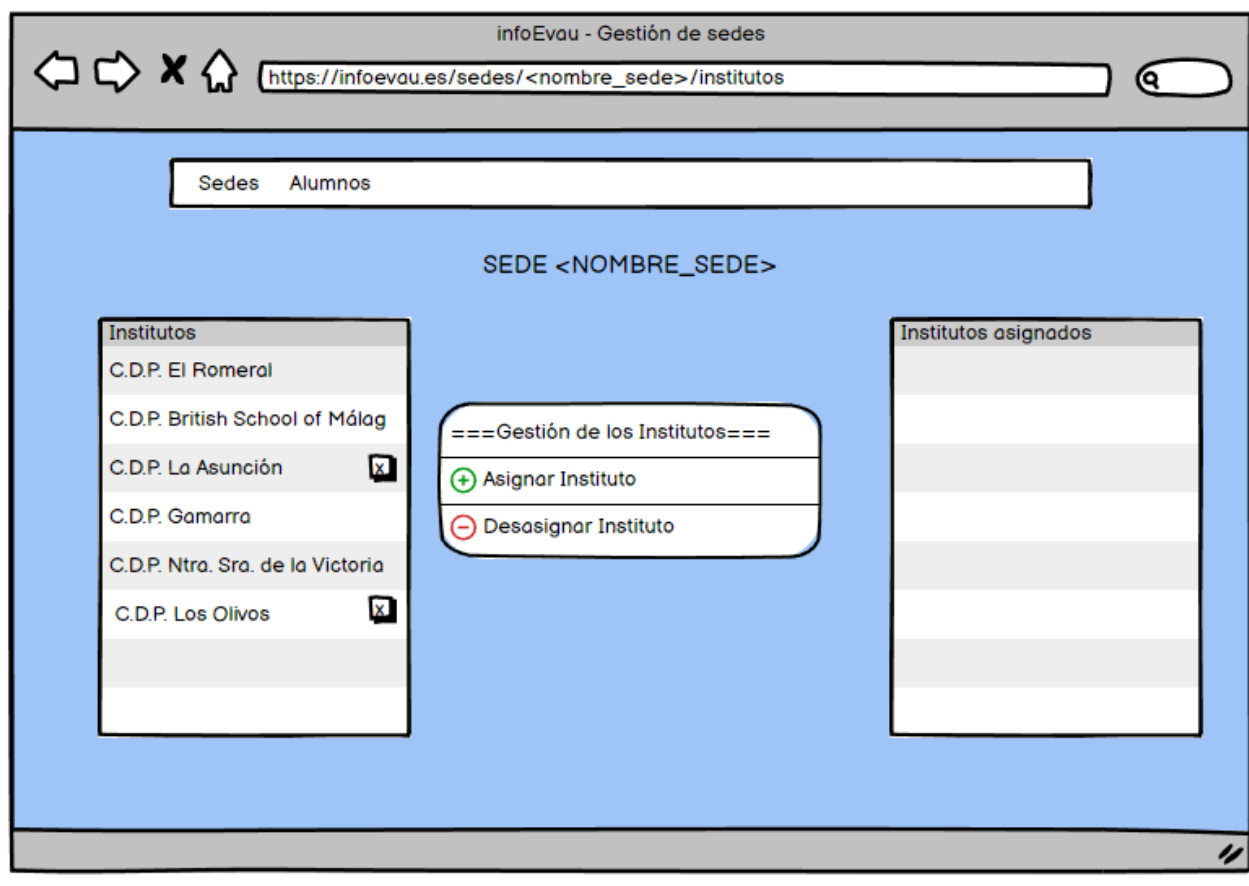 infoEvau - Gestión de sedes
https://infoevau.es/sedes/<nombre_sede>/institutos
Sedes Alumnos
SEDE <NOMBRE_SEDE>
Institutos
C.D.P. El Romeral
C.D.P. British School of Málag
C.D.P. La Asunción x
C.D.P. Gamarra
C.D.P. Ntra. Sra. de la Victoria
C.D.P. Los Olivos x
===Gestión de los Institutos===
Asignar Instituto
Desasignar Instituto
Institutos asignados